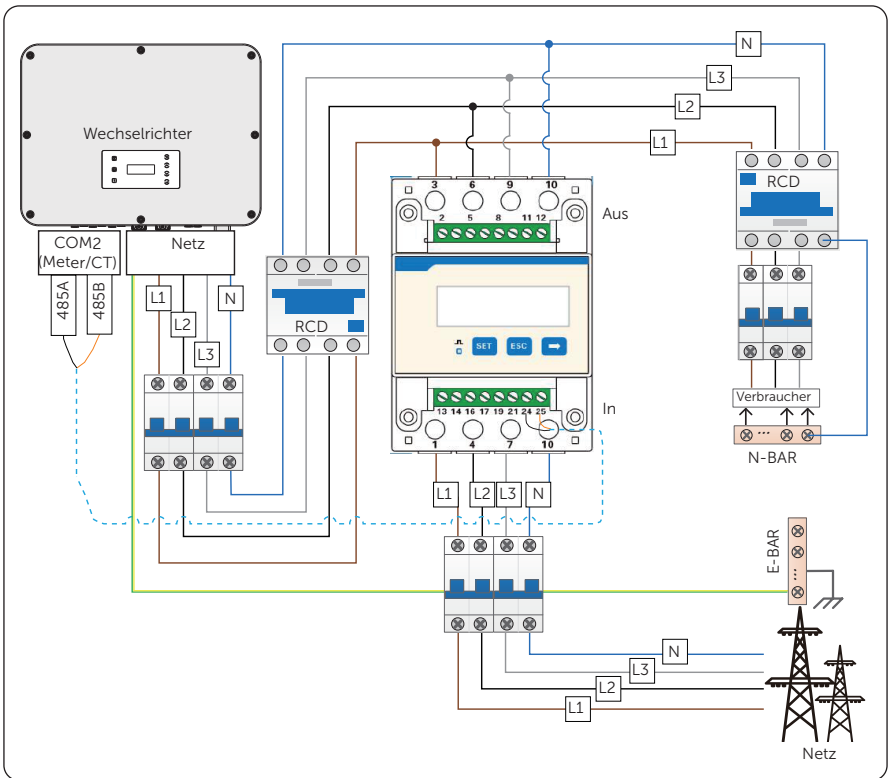 N
L3
L2
L1
Wechselrichter
COM2
(Meter/CT)
Netz
485A
485B
L1
L2
L3
N
RCD
3 6 9 10
2 5 8 11 12
Aus
SET ESC
In
13 14 16 17 19 21 24 25
1 4 7 10
L1 L2 L3 N
RCD
Verbraucher
...
N-BAR
E-BAR
...
N
L3
L2
L1
Netz